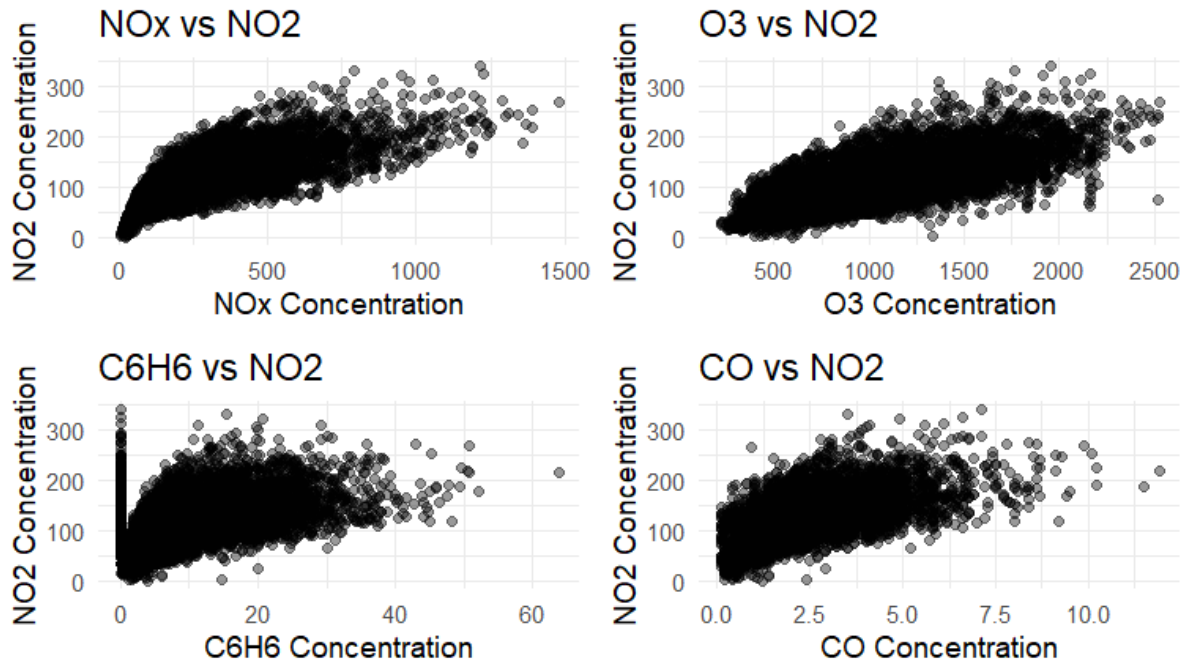 NOx vs NO2
NO2 Concentration
300
200
100
0
0 500 1000 1500
NOx Concentration
O3 vs NO2
NO2 Concentration
300
200
100
0
500 1000 1500 2000 2500
O3 Concentration
C6H6 vs NO2
NO2 Concentration
300
200
100
0
0 20 40 60
C6H6 Concentration
CO vs NO2
NO2 Concentration
300
200
100
0
0.0 2.5 5.0 7.5 10.0
CO Concentration